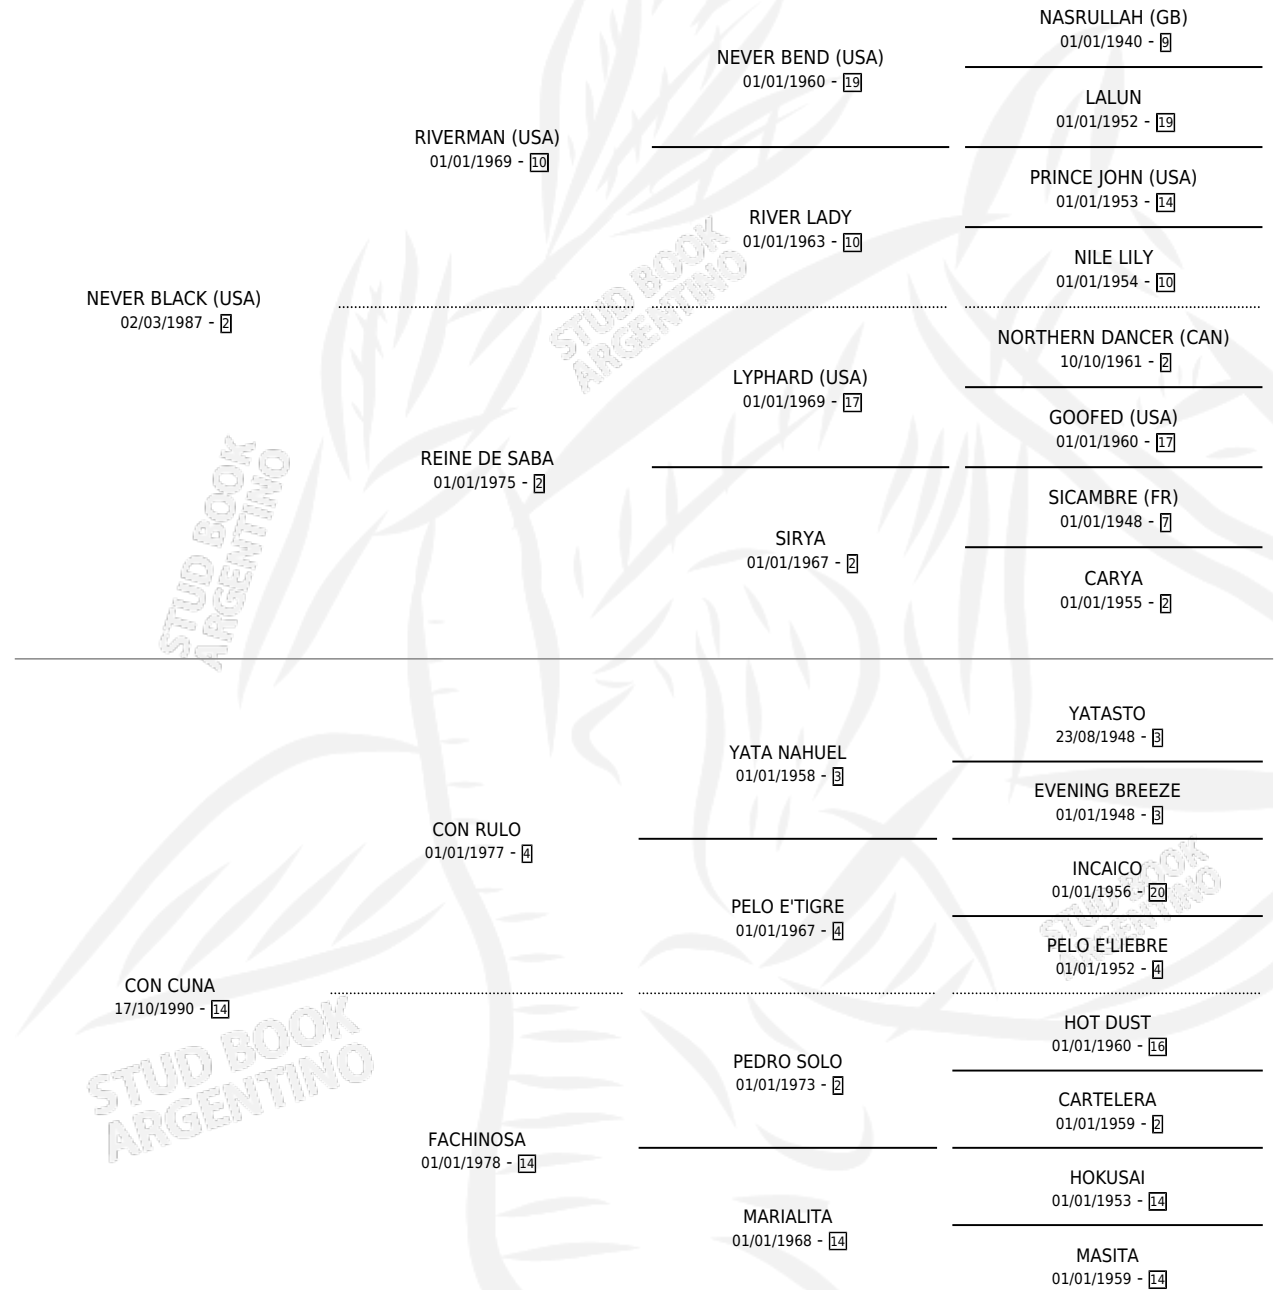 NASRULLAH (GB)
01/01/1940 - 9
NEVER BEND (USA)
01/01/1960 - 19
LALUN
01/01/1952 - 19
RIVERMAN (USA)
01/01/1969 - 10
PRINCE JOHN (USA)
01/01/1953 - 14
RIVER LADY
01/01/1963 - 10
NILE LILY
01/01/1954 - 10
NEVER BLACK (USA)
02/03/1987 - 2
NORTHERN DANCER (CAN)
10/10/1961 - 2
LYPHARD (USA)
01/01/1969 - 17
GOOFED (USA)
01/01/1960 - 17
REINE DE SABA
01/01/1975 - 2
SICAMBRE (FR)
01/01/1948 - 7
SIRYA
01/01/1967 - 2
CARYA
01/01/1955 - 2
YATASTO
23/08/1948 - 3
YATA NAHUEL
01/01/1958 - 3
EVENING BREEZE
01/01/1948 - 3
CON RULO
01/01/1977 - 4
INCAICO
01/01/1956 - 20
PELO E'TIGRE
01/01/1967 - 4
PELO E'LIEBRE
01/01/1952 - 4
CON CUNA
17/10/1990 - 14
HOT DUST
01/01/1960 - 16
PEDRO SOLO
01/01/1973 - 2
CARTELERA
01/01/1959 - 2
FACHINOSA
01/01/1978 - 14
HOKUSAI
01/01/1953 - 14
MARIALITA
01/01/1968 - 14
MASITA
01/01/1959 - 14
STUD BOOK
ARGENTINO
STUD BOOK
ARGENTINO
STUD BOOK
ARGENTINO
STUD BOOK
ARGENTINO